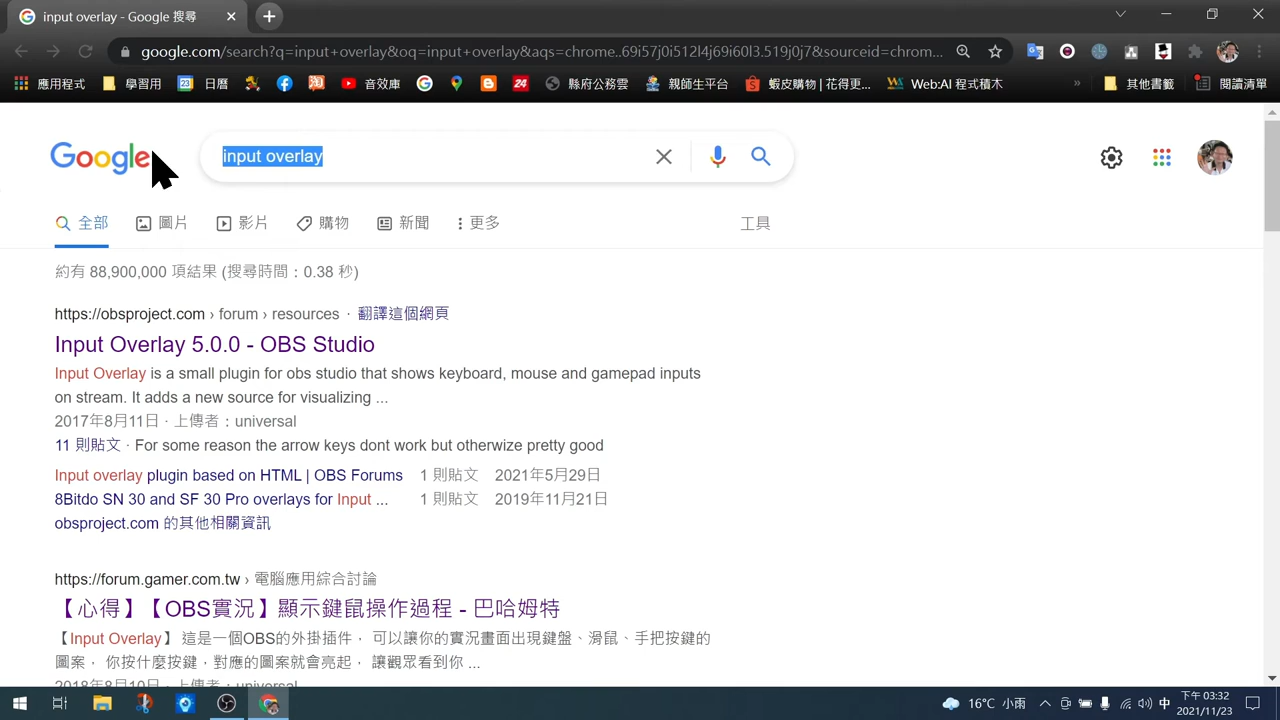 input overlay - Google 搜尋
google.com/search?q=input+overlay&oq=input+overlay&aqs=chrome..69i57j0i512l4j69i60l3.519j0j7&sourceid=chrom...
應用程式 學習用 日曆 音效庫 縣府公務雲 親師生平台 蝦皮購物 | 花得更... Web:AI 程式積木 » 其他書籤 閱讀清單
Google input overlay
全部 圖片 影片 購物 新聞 更多 工具
約有 88,900,000 項結果 (搜尋時間：0.38 秒)
https://obsproject.com › forum › resources · 翻譯這個網頁
Input Overlay 5.0.0 - OBS Studio
Input Overlay is a small plugin for obs studio that shows keyboard, mouse and gamepad inputs
on stream. It adds a new source for visualizing ...
2017年8月11日 · 上傳者：universal
11 則貼文 · For some reason the arrow keys dont work but otherwize pretty good
Input overlay plugin based on HTML | OBS Forums 1 則貼文 2021年5月29日
8Bitdo SN 30 and SF 30 Pro overlays for Input ... 1 則貼文 2019年11月21日
obsproject.com 的其他相關資訊
https://forum.gamer.com.tw › 電腦應用綜合討論
【心得】【OBS實況】顯示鍵鼠操作過程 - 巴哈姆特
【Input Overlay】 這是一個OBS的外掛插件， 可以讓你的實況畫面出現鍵盤、滑鼠、手把按鍵的
圖案， 你按什麼按鍵，對應的圖案就會亮起， 讓觀眾看到你 ...
2018年8月10日 · universal
16°C 小雨 中 下午 03:32
2021/11/23